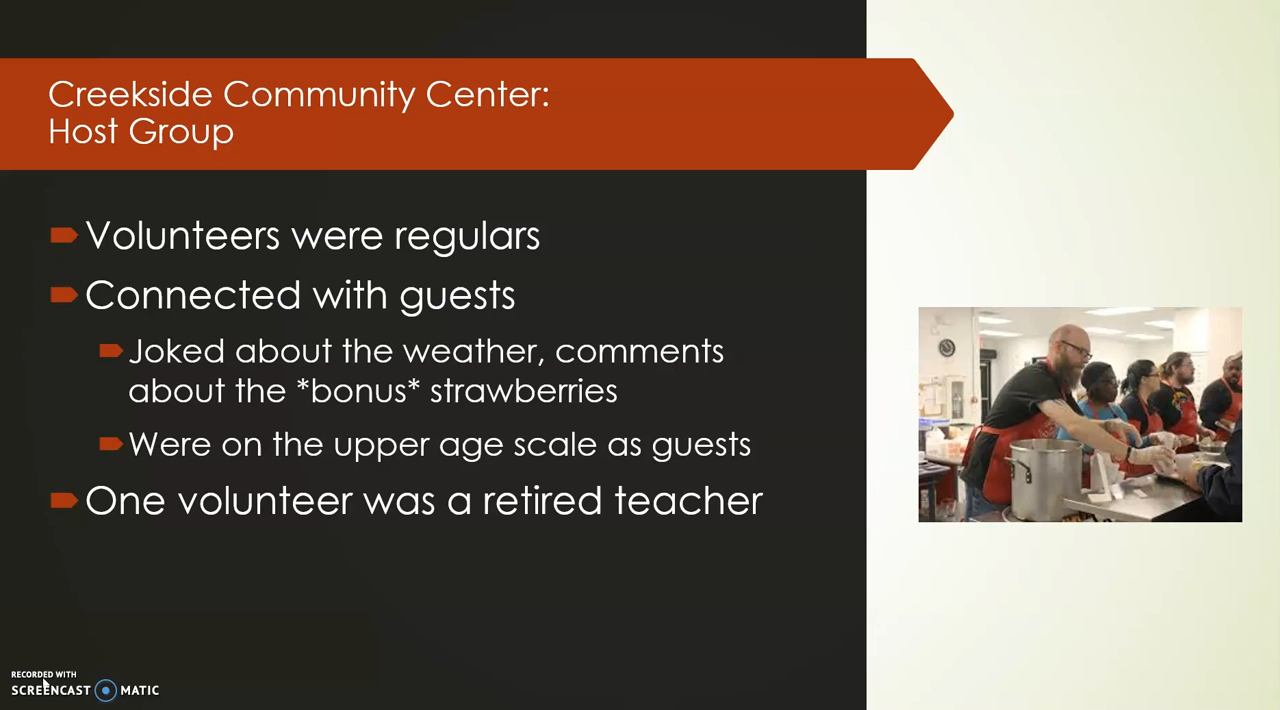 Creekside Community Center:
Host Group
Volunteers were regulars
Connected with guests
Joked about the weather, comments
about the *bonus* strawberries
Were on the upper age scale as guests
One volunteer was a retired teacher
RECORDED WITH
SCREENCAST MATIC